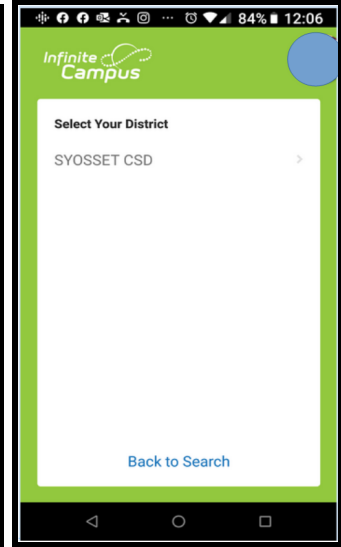 84% 12:06
Infinite
Campus
Select Your District
SYOSSET CSD
Back to Search